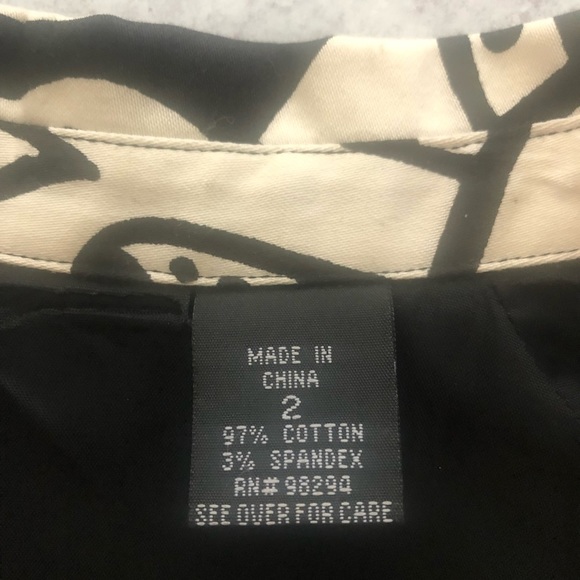 MADE IN
CHINA
2
97% COTTON
3% SPANDEX
RN# 98294
SEE OVER FOR CARE